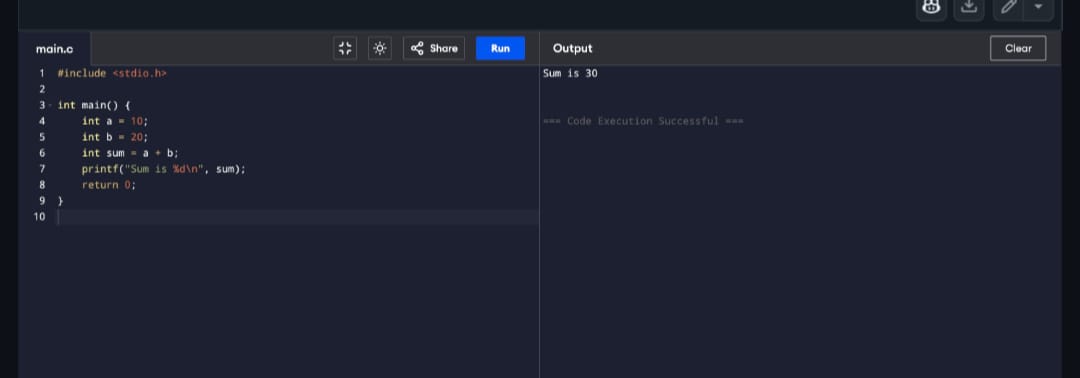 main.c
Share
Run
Output
Clear
1 #include <stdio.h>
2
3 int main() {
4     int a = 10;
5     int b = 20;
6     int sum = a + b;
7     printf("Sum is %d\n", sum);
8     return 0;
9 }
10
Sum is 30
=== Code Execution Successful ===